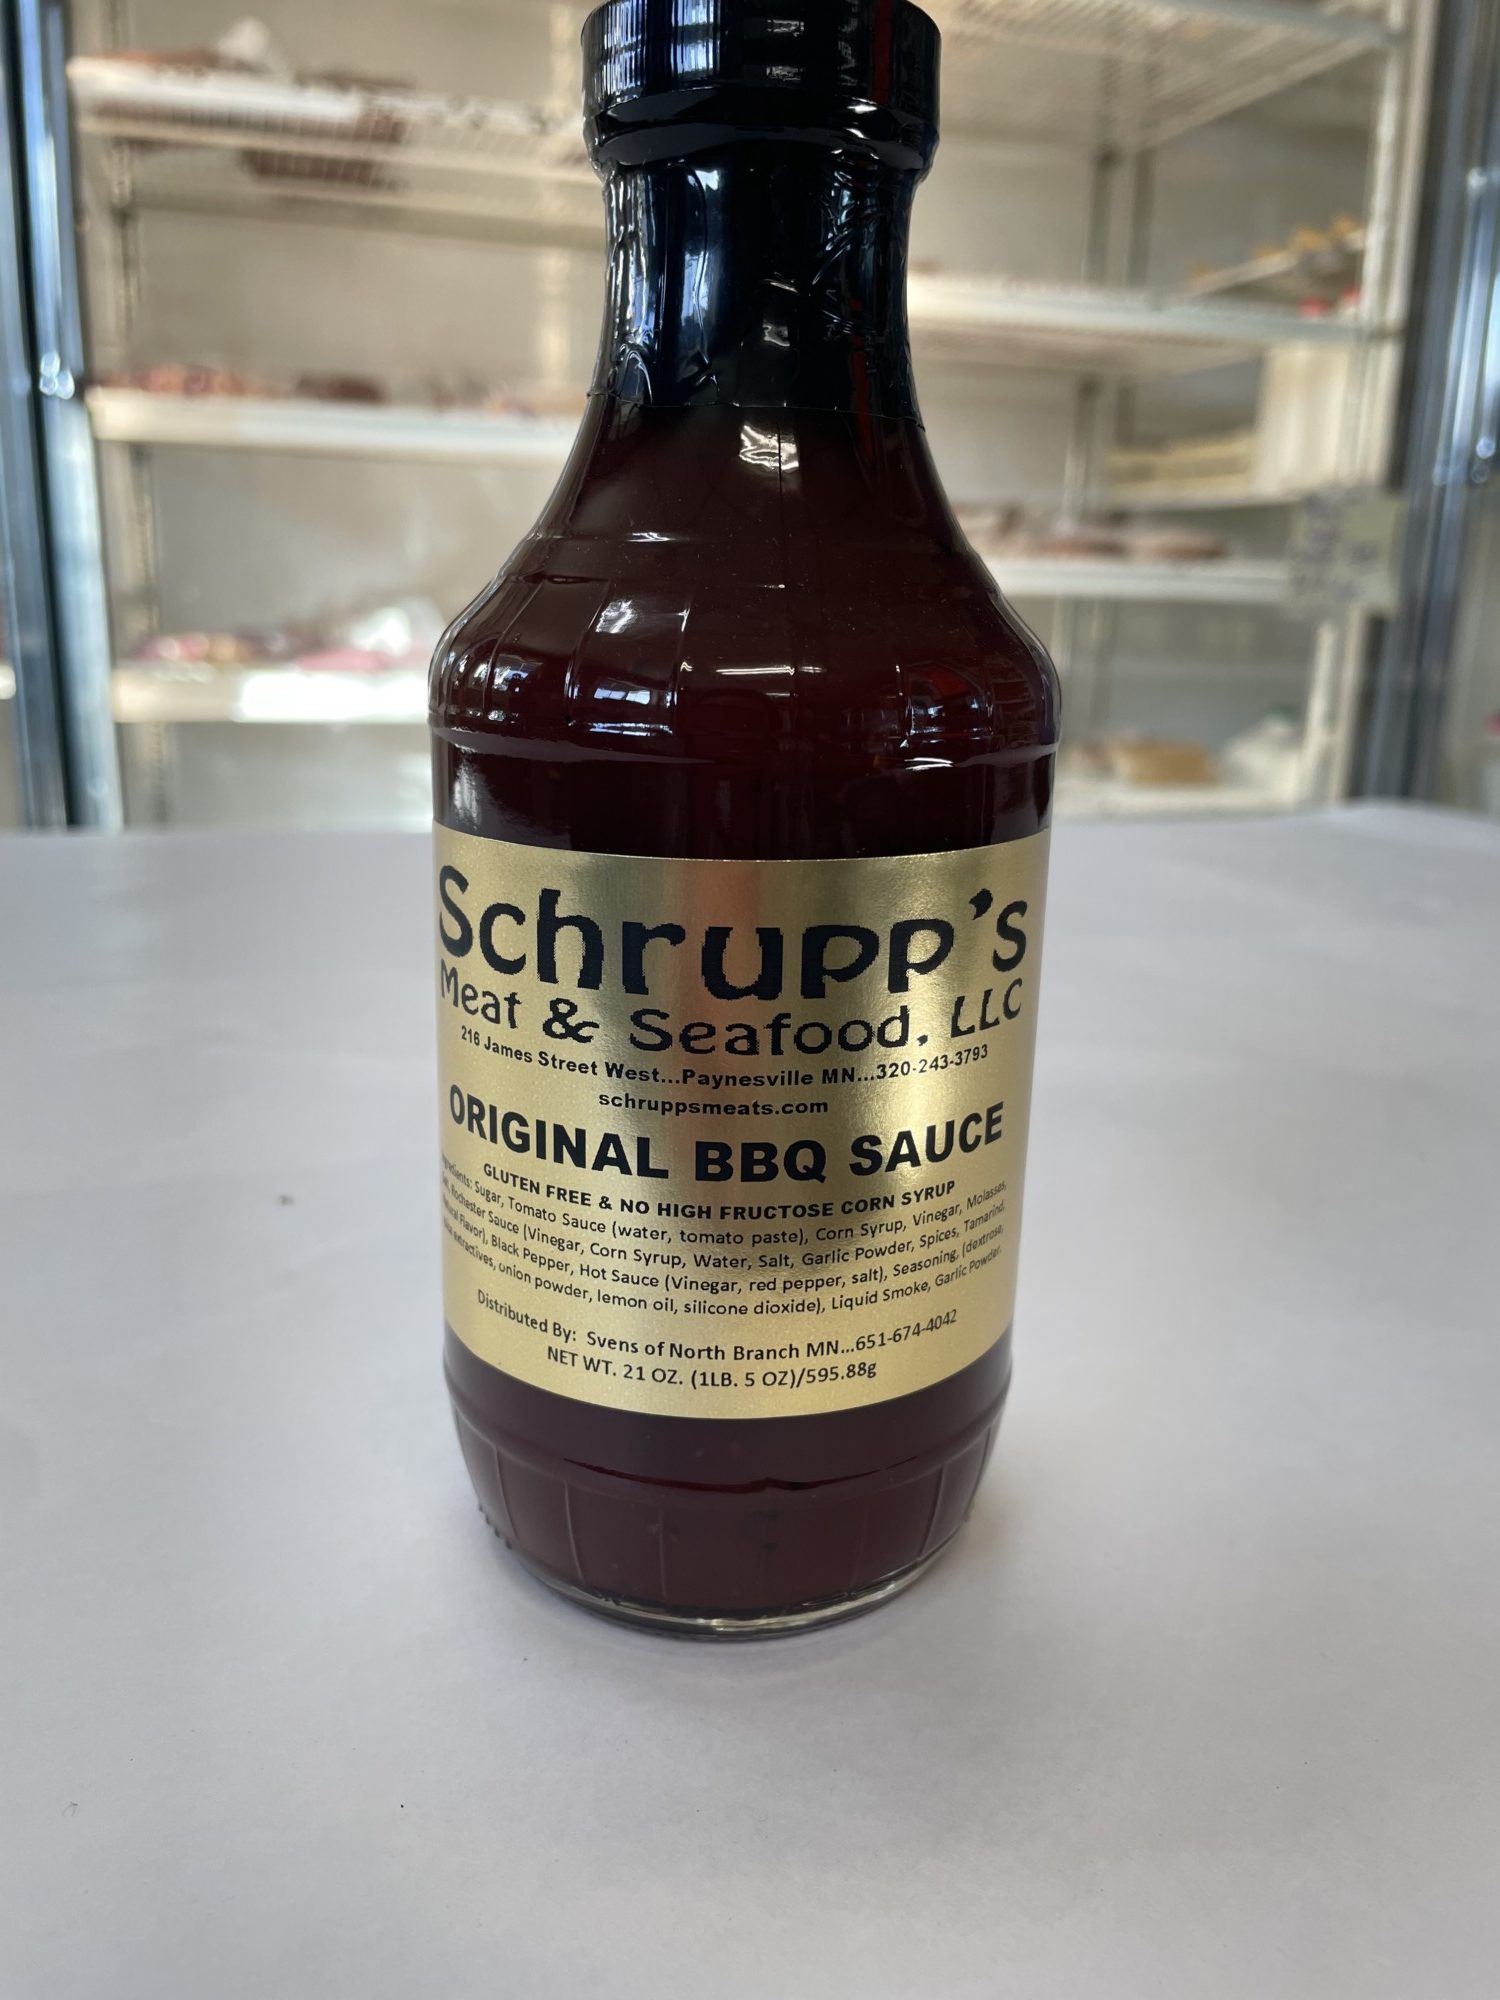 Schrupp's
Meat & Seafood, LLC
216 James Street West...Paynesville MN...320-243-3793
schruppsmeats.com
ORIGINAL BBQ SAUCE
GLUTEN FREE & NO HIGH FRUCTOSE CORN SYRUP
Sugar, Tomato Sauce (water, tomato paste), Corn Syrup, Vinegar, Molasses,
Rochester Sauce (Vinegar, Corn Syrup, Water, Salt, Garlic Powder, Spices, Tamarind,
Flavor), Black Pepper, Hot Sauce (Vinegar, red pepper, salt), Seasoning, (dextrose,
extractives, onion powder, lemon oil, silicone dioxide), Liquid Smoke, Garlic Powder.
Distributed By: Svens of North Branch MN...651-674-4042
NET WT. 21 OZ. (1LB. 5 OZ)/595.88g